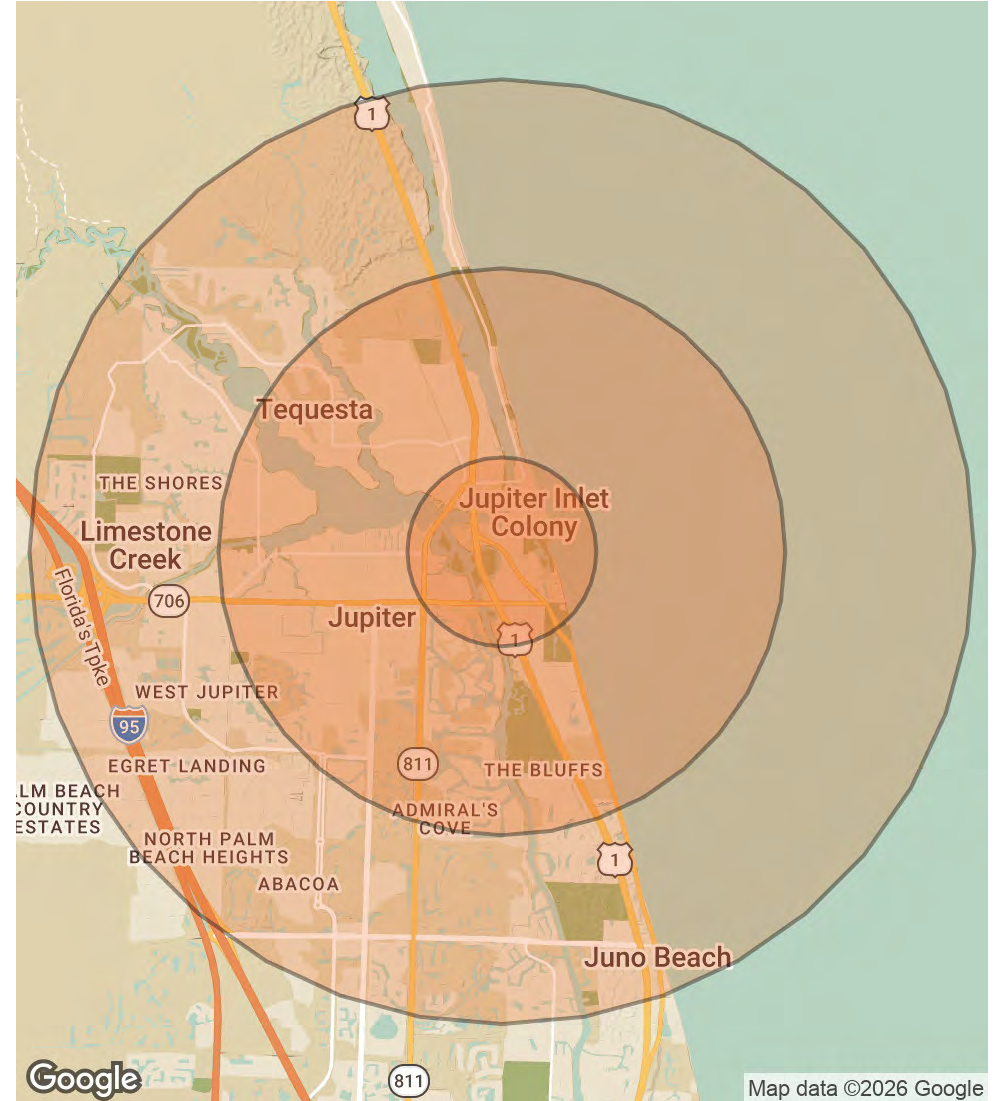 1
Tequesta
THE SHORES
Jupiter Inlet
Colony
Limestone
Creek
706
Florida's Tpke
Jupiter
1
WEST JUPITER
95
811
EGRET LANDING
THE BLUFFS
ALM BEACH
COUNTRY
ESTATES
ADMIRAL'S
COVE
NORTH PALM
BEACH HEIGHTS
1
ABACOA
Juno Beach
Google
811
Map data ©2026 Google